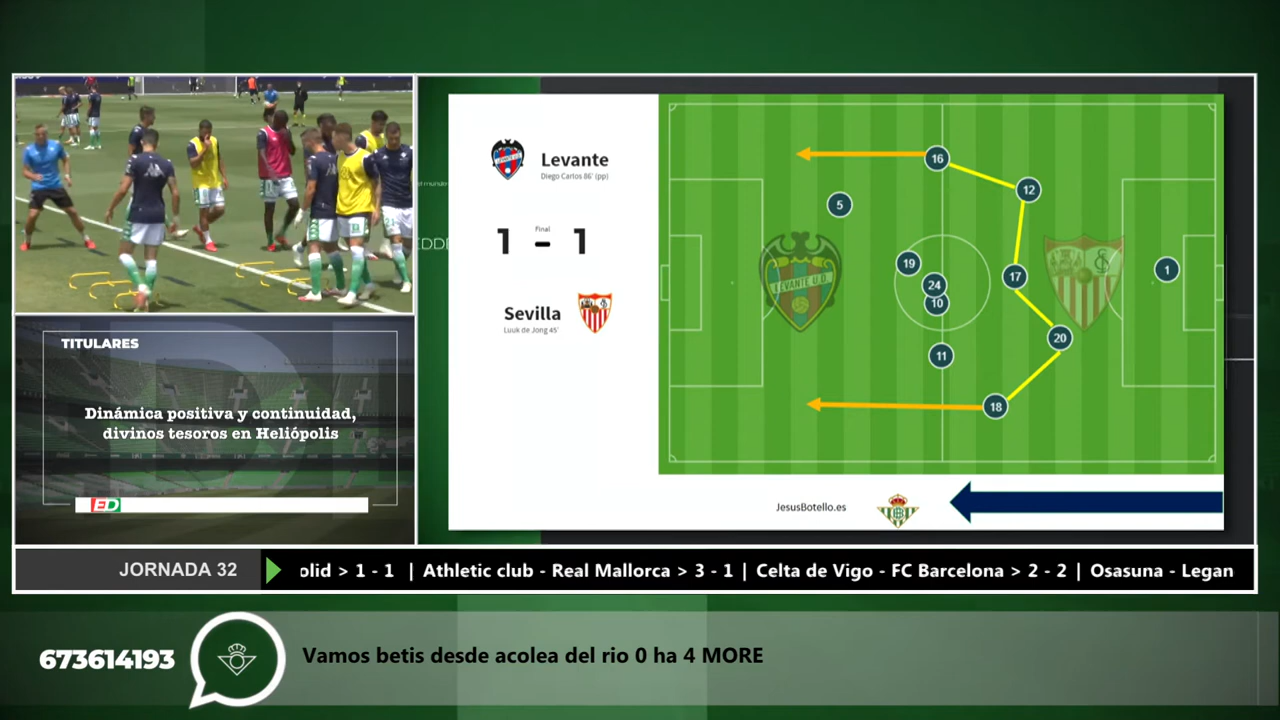 Levante
Diego Carlos 86' (pp)
Final
1 - 1
Sevilla
Luuk de Jong 45'
16
12
5
LEVANTE U.D.
19
17
1
24
10
20
11
18
JesusBotello.es
TITULARES
Dinámica positiva y continuidad,
divinos tesoros en Heliópolis
ED
JORNADA 32
olid > 1 - 1 | Athletic club - Real Mallorca > 3 - 1 | Celta de Vigo - FC Barcelona > 2 - 2 | Osasuna - Legan
673614193
Vamos betis desde acolea del rio 0 ha 4 MORE